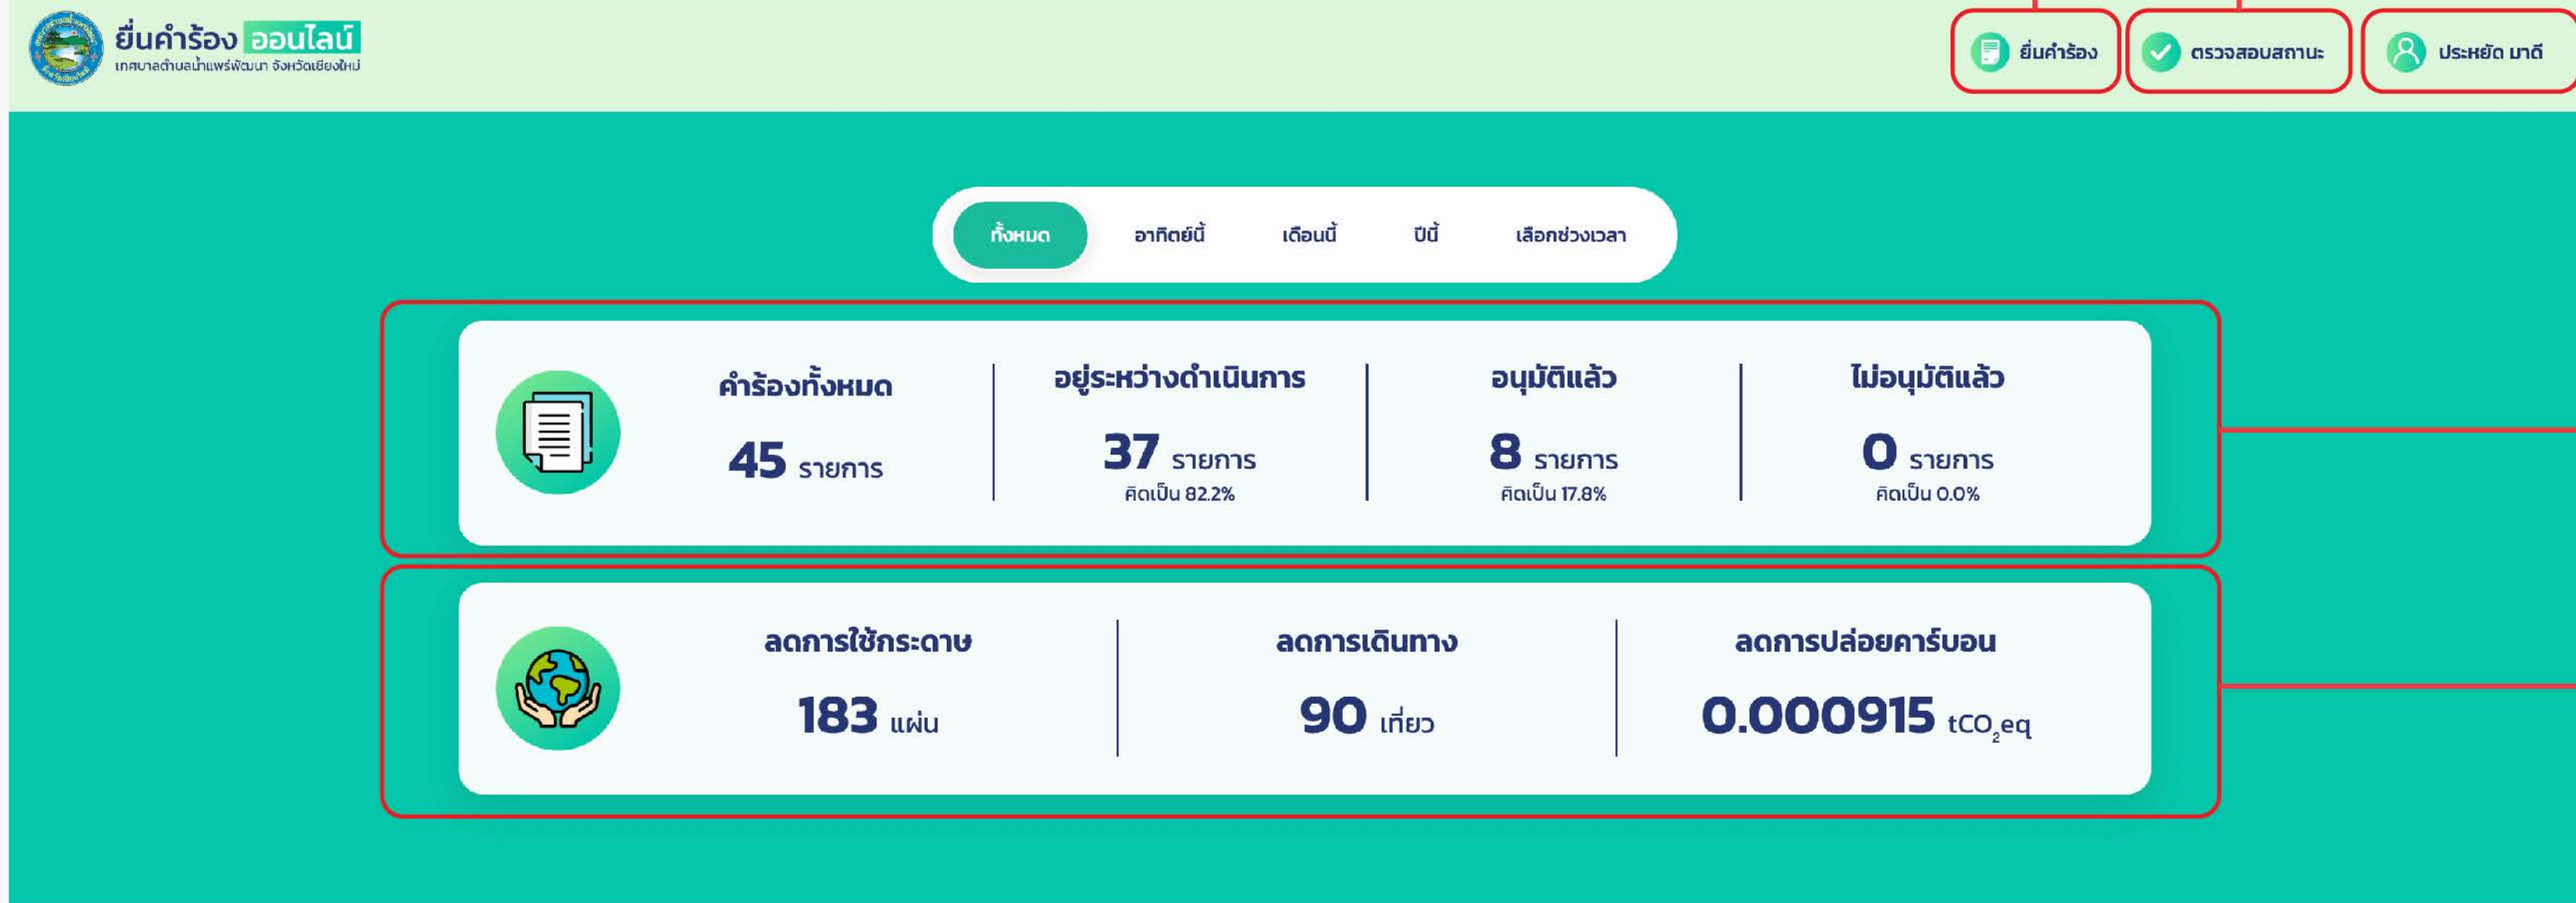 ยื่นคำร้อง ออนไลน์
เทศบาลตำบลน้ำแพร่พัฒนา จังหวัดเชียงใหม่
ยื่นคำร้อง
ตรวจสอบสถานะ
ประหยัด มาดี
ทั้งหมด อาทิตย์นี้ เดือนนี้ ปีนี้ เลือกช่วงเวลา
คำร้องทั้งหมด
45 รายการ
อยู่ระหว่างดำเนินการ
37 รายการ
คิดเป็น 82.2%
อนุมัติแล้ว
8 รายการ
คิดเป็น 17.8%
ไม่อนุมัติแล้ว
0 รายการ
คิดเป็น 0.0%
ลดการใช้กระดาษ
183 แผ่น
ลดการเดินทาง
90 เที่ยว
ลดการปล่อยคาร์บอน
0.000915 tCO₂eq